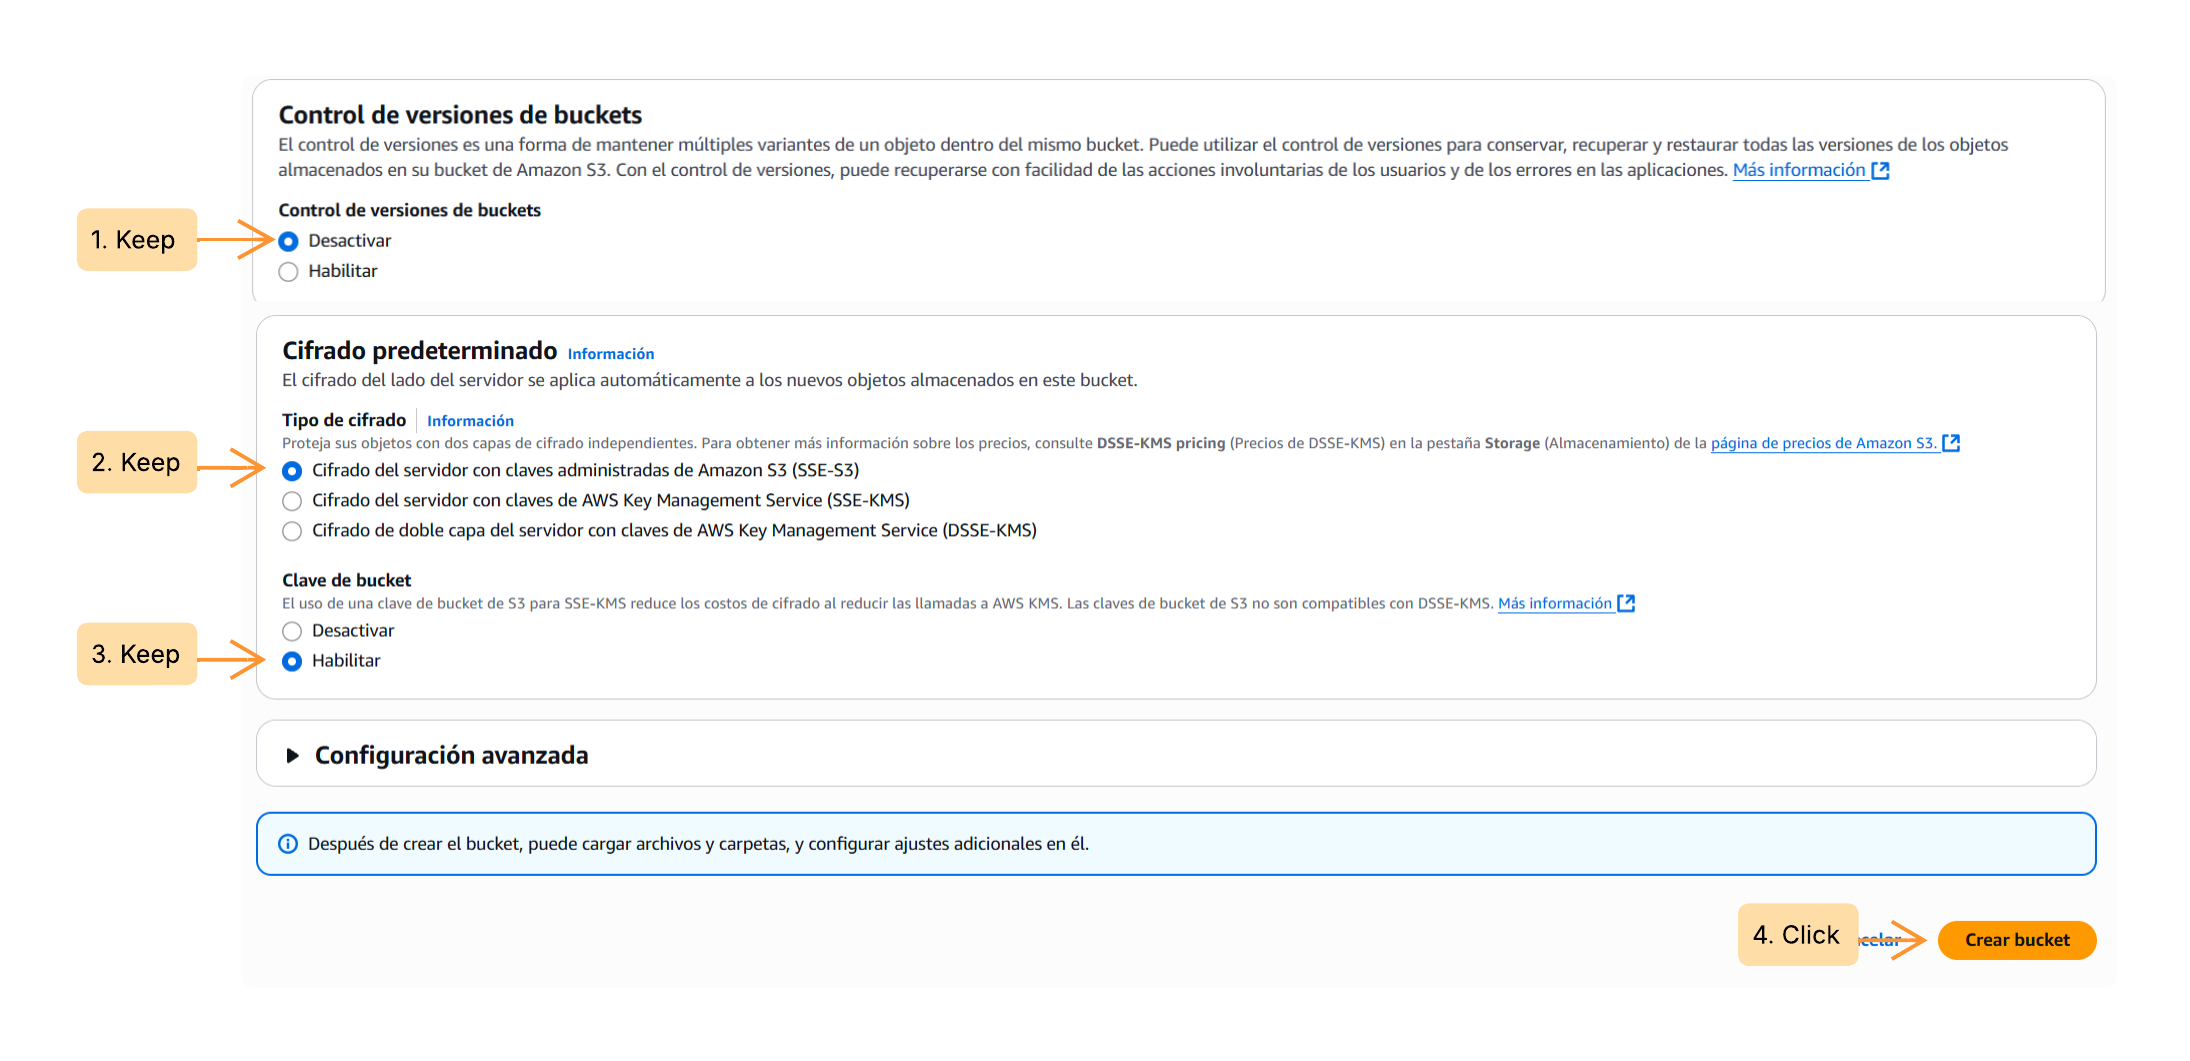 Control de versiones de buckets
El control de versiones es una forma de mantener múltiples variantes de un objeto dentro del mismo bucket. Puede utilizar el control de versiones para conservar, recuperar y restaurar todas las versiones de los objetos
almacenados en su bucket de Amazon S3. Con el control de versiones, puede recuperarse con facilidad de las acciones involuntarias de los usuarios y de los errores en las aplicaciones. Más información
Control de versiones de buckets
1. Keep
Desactivar
Habilitar
Cifrado predeterminado Información
El cifrado del lado del servidor se aplica automáticamente a los nuevos objetos almacenados en este bucket.
Tipo de cifrado Información
Proteja sus objetos con dos capas de cifrado independientes. Para obtener más información sobre los precios, consulte DSSE-KMS pricing (Precios de DSSE-KMS) en la pestaña Storage (Almacenamiento) de la página de precios de Amazon S3.
2. Keep
Cifrado del servidor con claves administradas de Amazon S3 (SSE-S3)
Cifrado del servidor con claves de AWS Key Management Service (SSE-KMS)
Cifrado de doble capa del servidor con claves de AWS Key Management Service (DSSE-KMS)
Clave de bucket
El uso de una clave de bucket de S3 para SSE-KMS reduce los costos de cifrado al reducir las llamadas a AWS KMS. Las claves de bucket de S3 no son compatibles con DSSE-KMS. Más información
Desactivar
3. Keep
Habilitar
Configuración avanzada
Después de crear el bucket, puede cargar archivos y carpetas, y configurar ajustes adicionales en él.
4. Click
Crear bucket